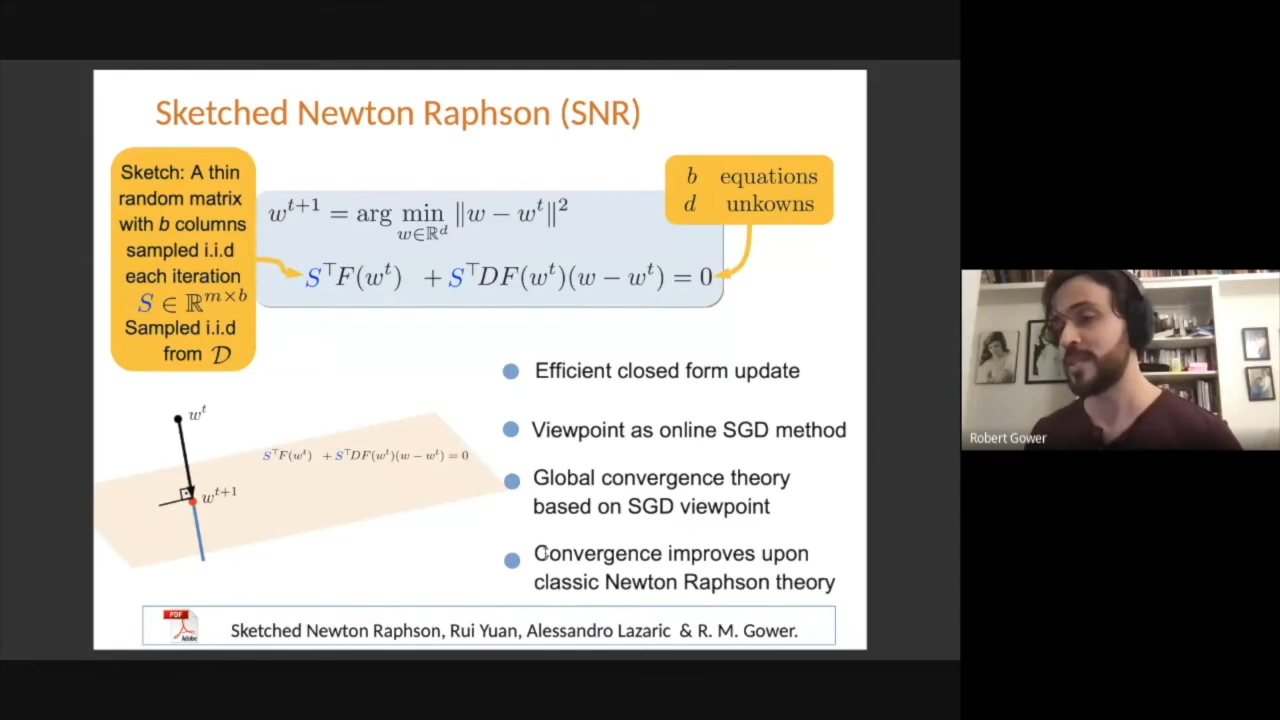 Sketched Newton Raphson (SNR)
Sketch: A thin
random matrix
with b columns
sampled i.i.d
each iteration
S ∈ ℝ^{m×b}
Sampled i.i.d
from 𝒟
w^{t+1} = arg min_{w∈ℝ^d} ‖w − w^t‖²
S^⊤F(w^t) + S^⊤DF(w^t)(w − w^t) = 0
b equations
d unkowns
w^t
S^⊤F(w^t) + S^⊤DF(w^t)(w − w^t) = 0
w^{t+1}
Efficient closed form update
Viewpoint as online SGD method
Global convergence theory
based on SGD viewpoint
Convergence improves upon
classic Newton Raphson theory
PDF
Adobe
Sketched Newton Raphson, Rui Yuan, Alessandro Lazaric & R. M. Gower.
Robert Gower